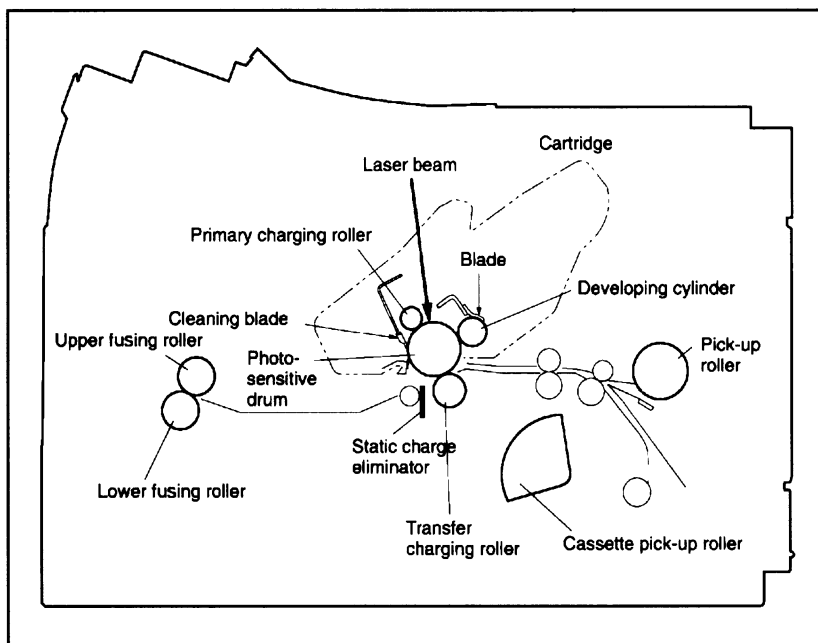 Cartridge
Laser beam
Primary charging roller
Blade
Developing cylinder
Cleaning blade
Upper fusing roller
Photo-
sensitive
drum
Pick-up
roller
Static charge
eliminator
Lower fusing roller
Transfer
charging roller
Cassette pick-up roller